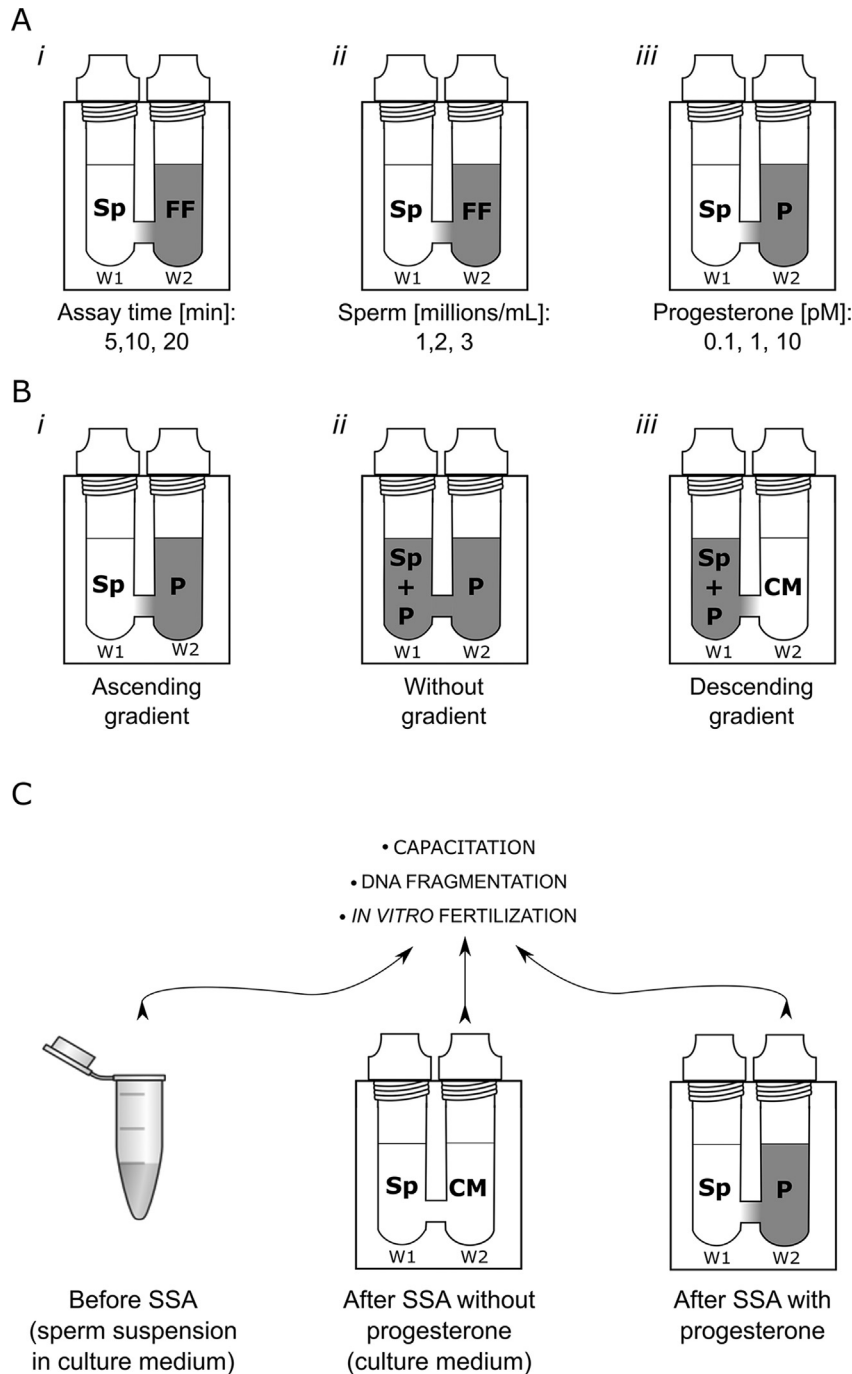 A
i
ii
iii
Sp FF
Sp FF
Sp P
W1 W2
W1 W2
W1 W2
Assay time [min]:
5,10, 20
Sperm [millions/mL]:
1,2, 3
Progesterone [pM]:
0.1, 1, 10
B
i
ii
iii
Sp P
Sp
+
P
P
Sp
+
P
CM
W1 W2
W1 W2
W1 W2
Ascending
gradient
Without
gradient
Descending
gradient
C
• CAPACITATION
• DNA FRAGMENTATION
• IN VITRO FERTILIZATION
Sp CM
Sp P
W1 W2
W1 W2
Before SSA
(sperm suspension
in culture medium)
After SSA without
progesterone
(culture medium)
After SSA with
progesterone